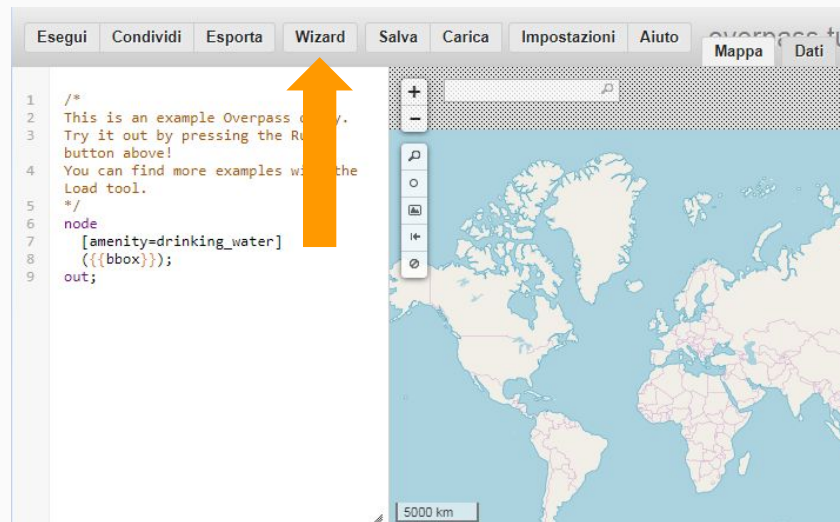 Esegui Condividi Esporta Wizard Salva Carica Impostazioni Aiuto
Mappa Dati
1 /*
2 This is an example Overpass
3 Try it out by pressing the
button above!
4 You can find more examples the
Load tool.
5 */
6 node
7 [amenity=drinking_water]
8 ({{bbox}});
9 out;
+
−
5000 km